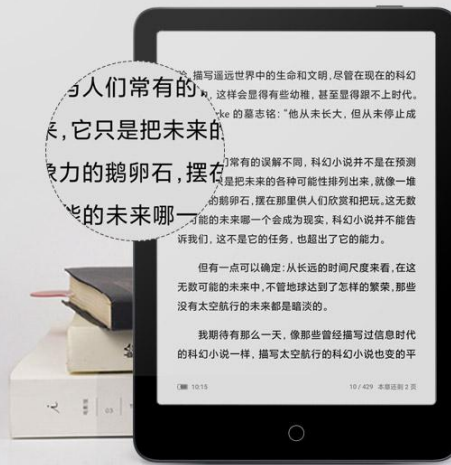 人们常有的
它只是把未来的
力的鹅卵石,摆在
的未来哪一
描写遥远世界中的生命和文明,尽管在现在的科幻
这样会显得有些幼稚, 甚至显得跟不上时代。
rke 的墓志铭:“他从未长大, 但从未停止成
们常有的误解不同, 科幻小说并不是在预测
是把未来的各种可能性排列出来,就像一堆
的鹅卵石,摆在那里供人们欣赏和把玩,这无数
可能的未来哪一个会成为现实, 科幻小说并不能告
诉我们, 这不是它的任务, 也超出了它的能力。
但有一点可以确定:从长远的时间尺度来看,在这
无数可能的未来中,不管地球达到了怎样的繁荣,那些
没有太空航行的未来都是暗淡的。
我期待有那么一天, 像那些曾经描写过信息时代
的科幻小说一样, 描写太空航行的科幻小说也变的平
10:15
10 / 429 本章还剩 2 页